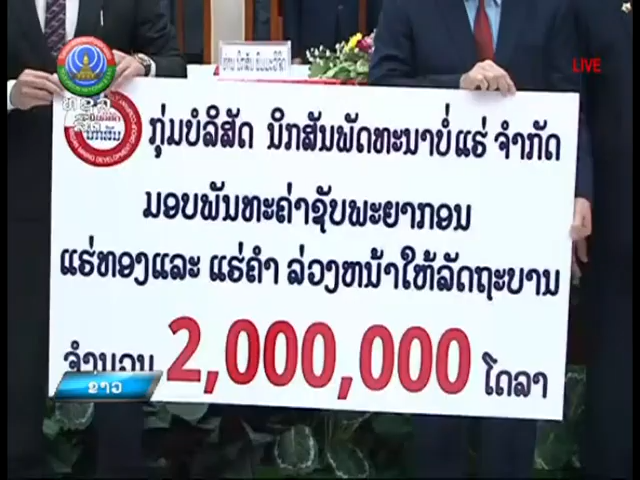 LIVE
ກຸ່ມບໍລິສັດ ນິກສັນພັດທະນາບໍ່ແຮ່ ຈຳກັດ
ມອບພັນທະຄ່າຊັບພະຍາກອນ
ແຮ່ທອງແລະ ແຮ່ຄຳ ລ່ວງຫນ້າໃຫ້ລັດຖະບານ
ຈຳນວນ 2,000,000 ໂດລາ
ຂ່າວ